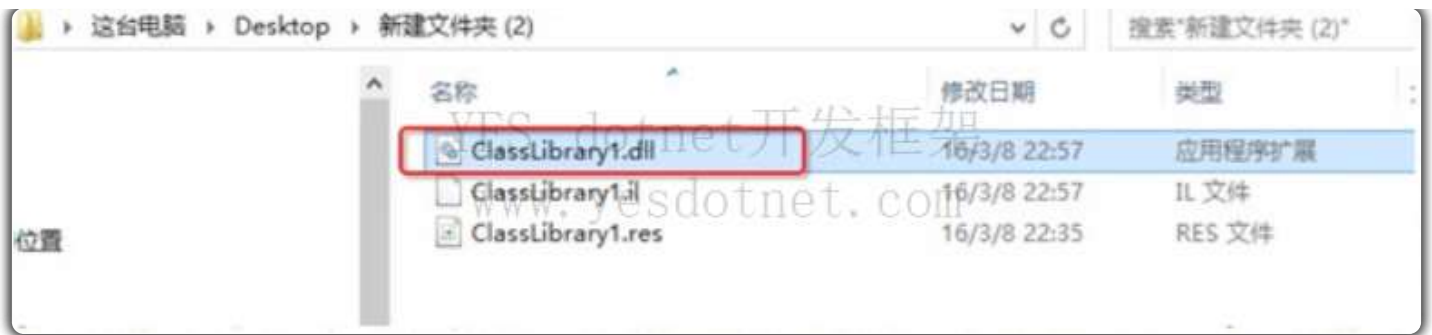 这台电脑 Desktop 新建文件夹 (2) 搜索"新建文件夹 (2)"
名称 修改日期 类型
YES dotnet开发框架
ClassLibrary1.dll 16/3/8 22:57 应用程序扩展
ClassLibrary1.il 16/3/8 22:57 IL 文件
www.yesdotnet.com
ClassLibrary1.res 16/3/8 22:35 RES 文件
位置